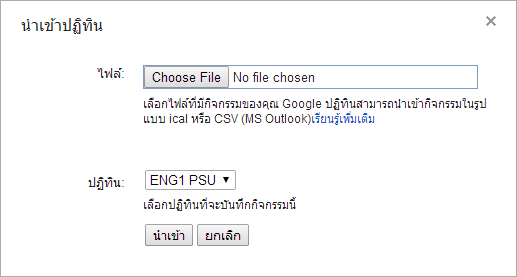 นำเข้าปฏิทิน
ไฟล์: Choose File No file chosen
เลือกไฟล์ที่มีกิจกรรมของคุณ Google ปฏิทินสามารถนำเข้ากิจกรรมในรูป
แบบ ical หรือ CSV (MS Outlook)เรียนรู้เพิ่มเติม
ปฏิทิน: ENG1 PSU
เลือกปฏิทินที่จะบันทึกกิจกรรมนี้
นำเข้า ยกเลิก